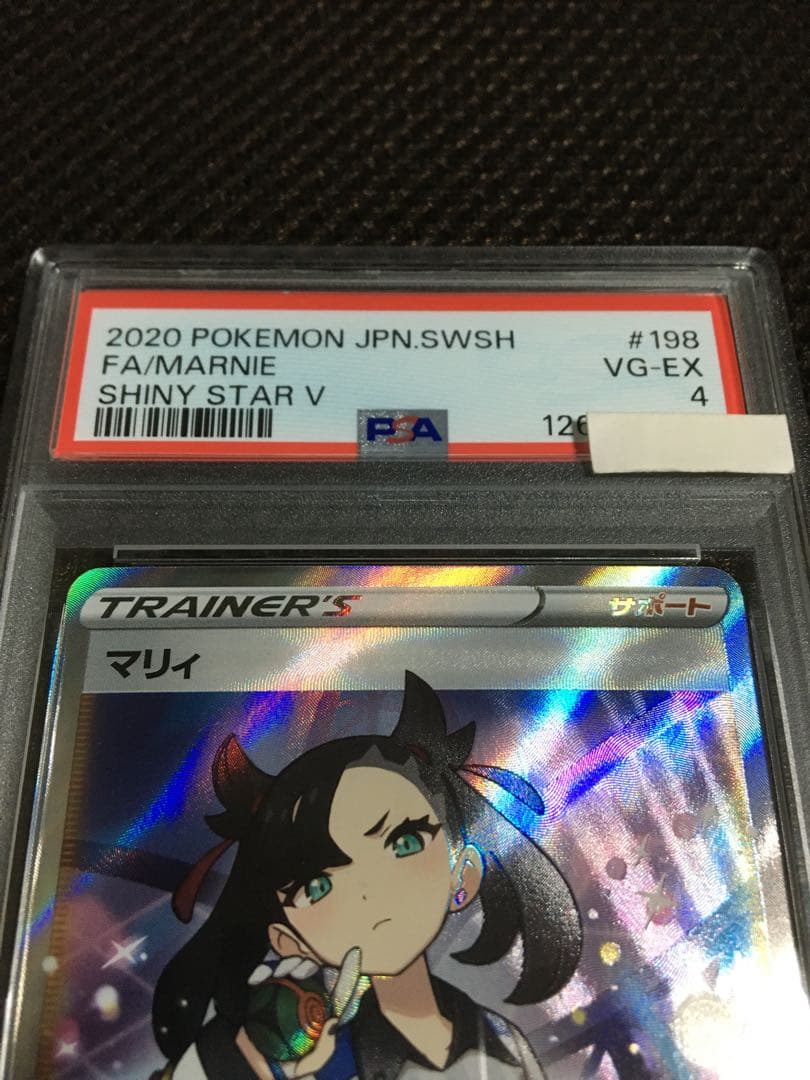 2020 POKEMON JPN.SWSH #198
FA/MARNIE VG-EX
SHINY STAR V 4
PSA 126
TRAINER'S サポート
マリィ